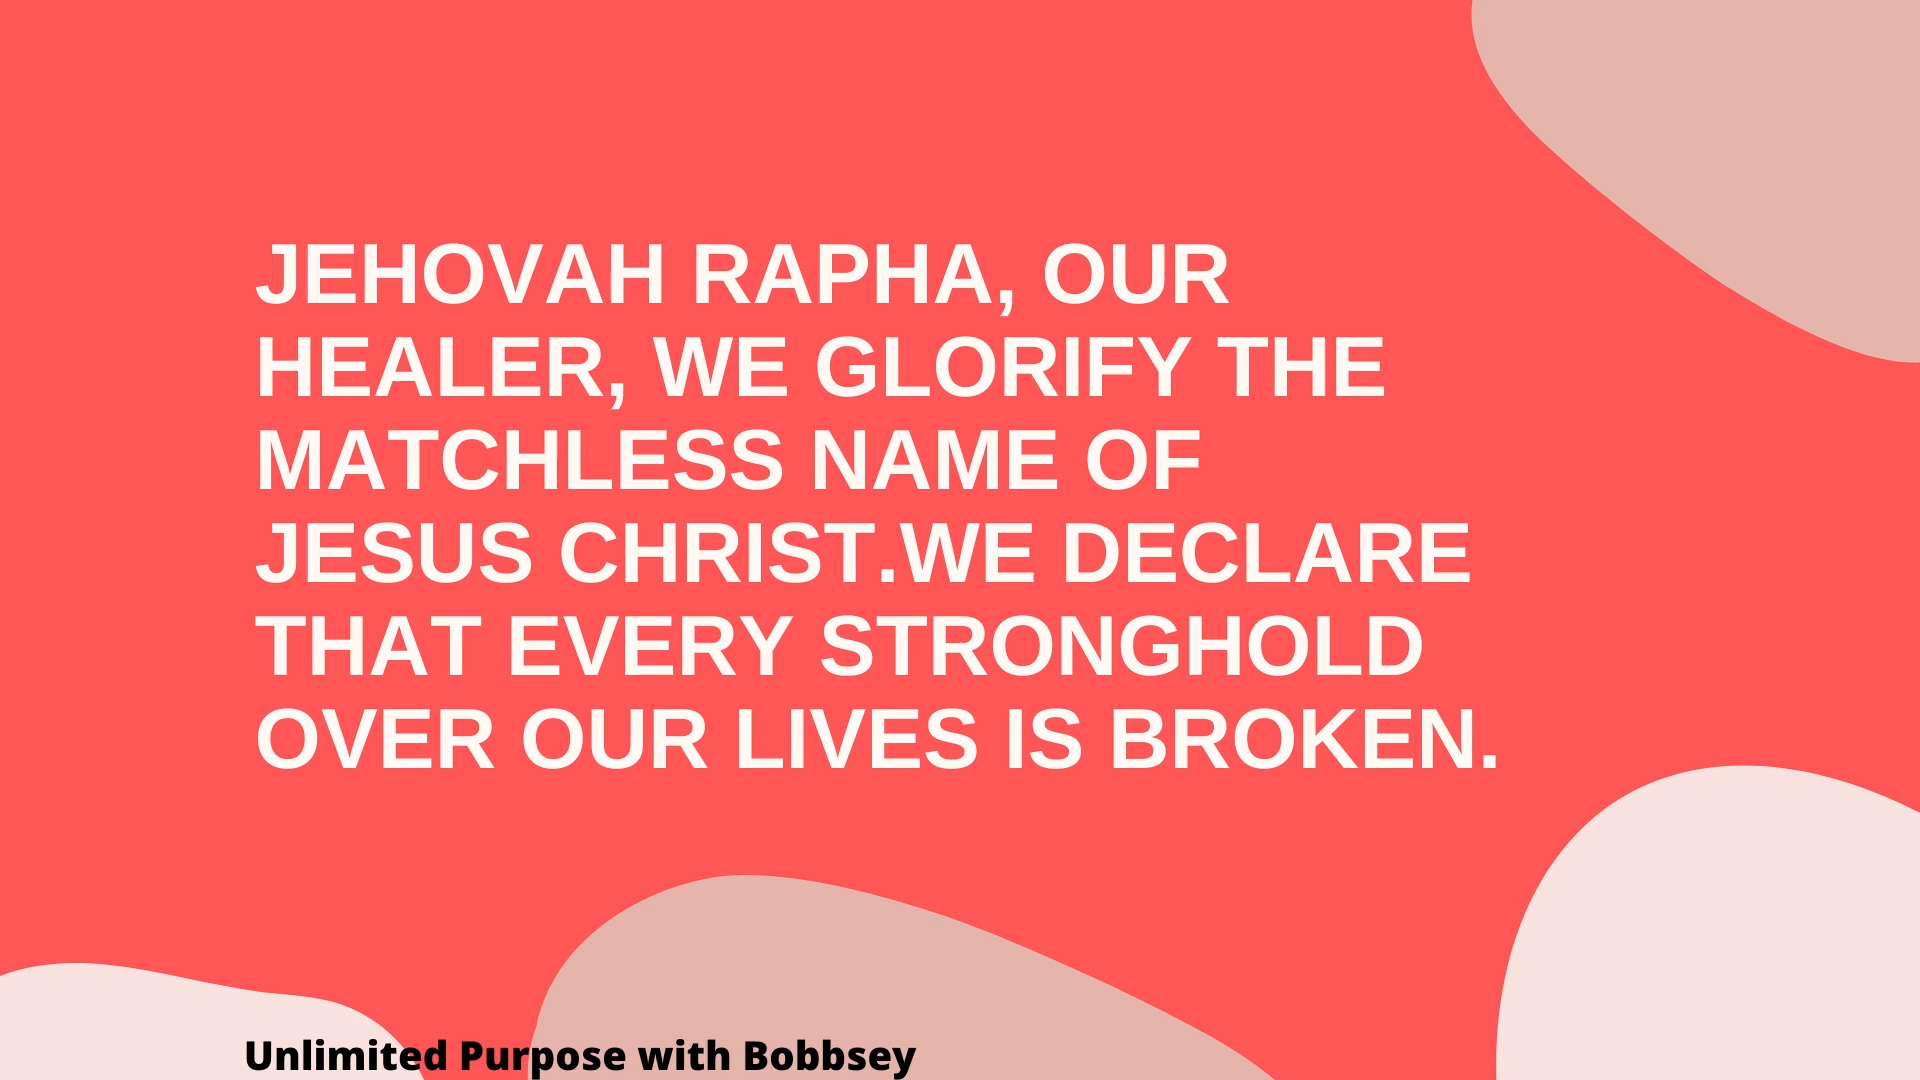 JEHOVAH RAPHA, OUR
HEALER, WE GLORIFY THE
MATCHLESS NAME OF
JESUS CHRIST.WE DECLARE
THAT EVERY STRONGHOLD
OVER OUR LIVES IS BROKEN.
Unlimited Purpose with Bobbsey